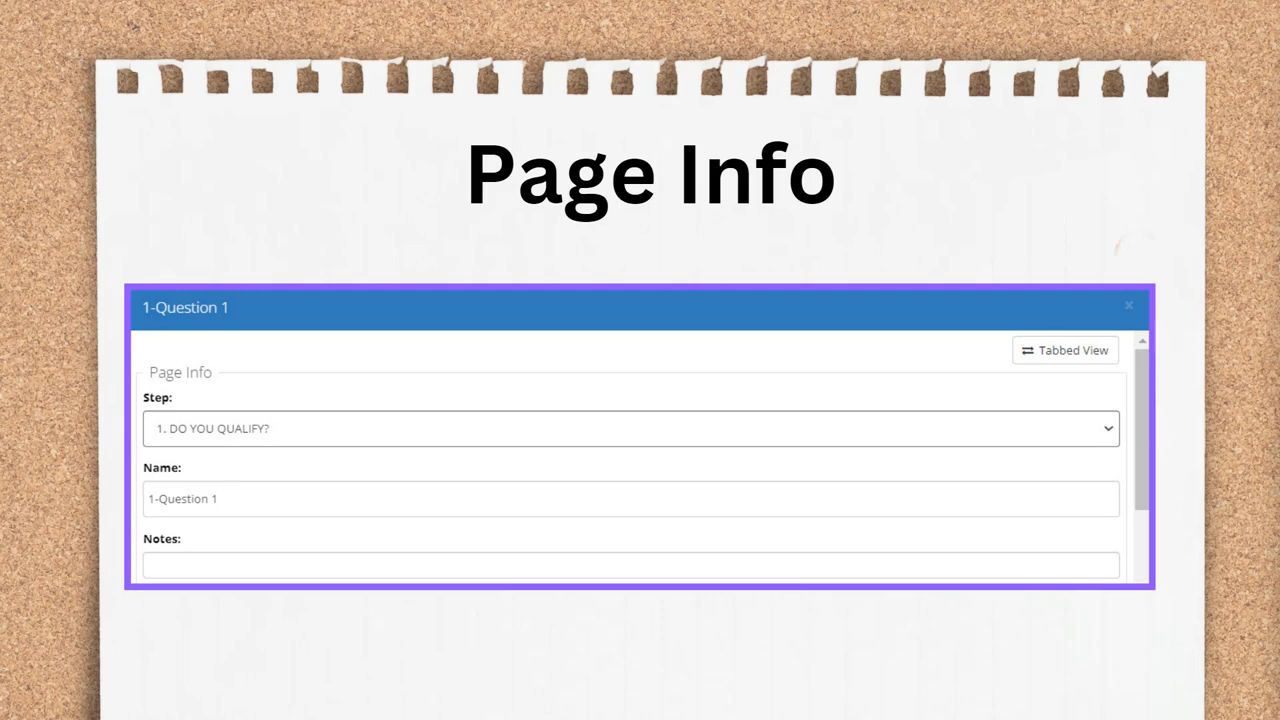 Page Info
1-Question 1
Tabbed View
Page Info
Step:
1. DO YOU QUALIFY?
Name:
1-Question 1
Notes: